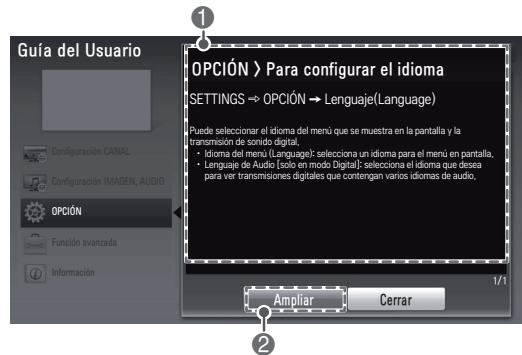 1
Guía del Usuario
Configuración CANAL
Configuración IMAGEN, AUDIO
OPCIÓN
Función avanzada
Información
OPCIÓN > Para configurar el idioma
SETTINGS ⇨ OPCIÓN ➙ Lenguaje(Language)
Puede seleccionar el idioma del menú que se muestra en la pantalla y la
transmisión de sonido digital.
• Idioma del menú (Language): selecciona un idioma para el menú en pantalla.
• Lenguaje de Audio [solo en modo Digital]: selecciona el idioma que desea
para ver transmisiones digitales que contengan varios idiomas de audio.
1/1
Ampliar
Cerrar
2